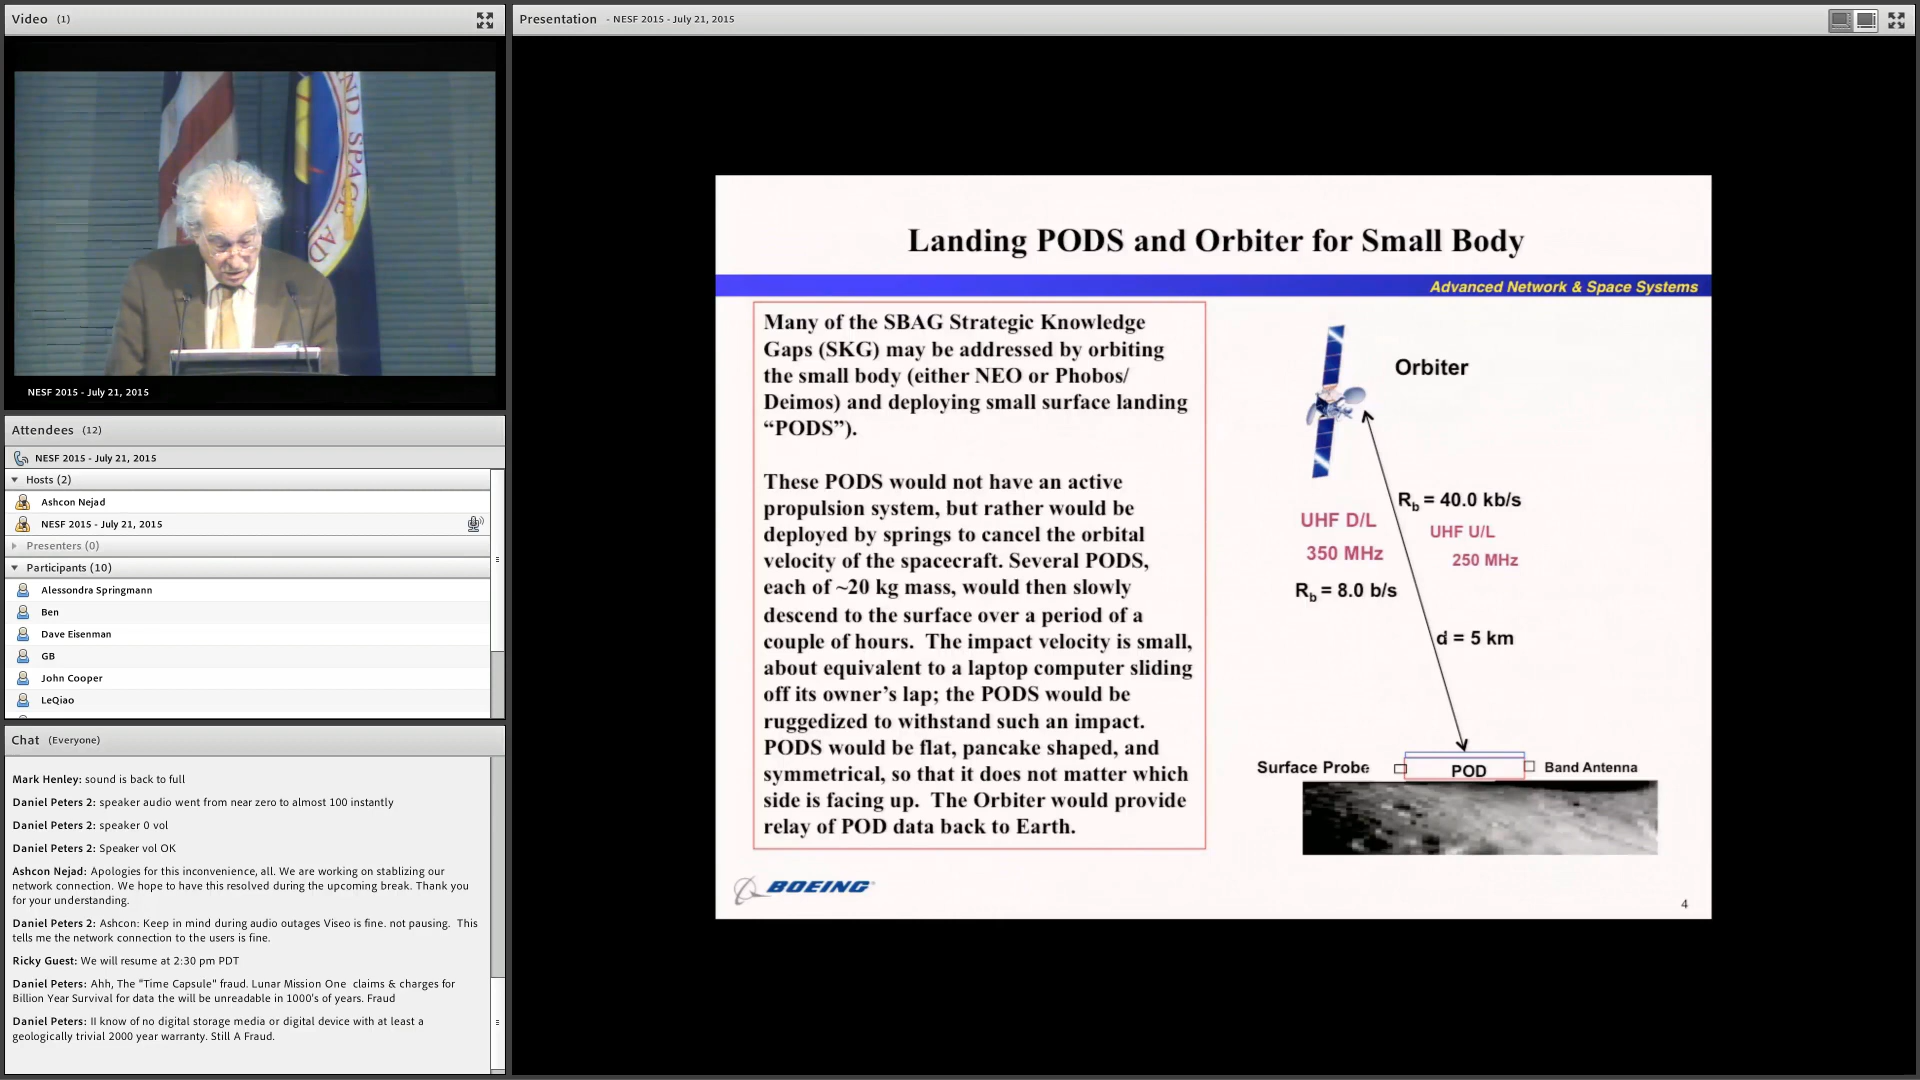 Video (1)
AND SPACE AD
NESF 2015 - July 21, 2015
Attendees (12)
NESF 2015 - July 21, 2015
Hosts (2)
Ashcon Nejad
NESF 2015 - July 21, 2015
Presenters (0)
Participants (10)
Alessondra Springmann
Ben
Dave Eisenman
GB
John Cooper
LeQiao
Chat (Everyone)
Mark Henley: sound is back to full
Daniel Peters 2: speaker audio went from near zero to almost 100 instantly
Daniel Peters 2: speaker 0 vol
Daniel Peters 2: Speaker vol OK
Ashcon Nejad: Apologies for this inconvenience, all. We are working on stablizing our
network connection. We hope to have this resolved during the upcoming break. Thank you
for your understanding.
Daniel Peters 2: Ashcon: Keep in mind during audio outages Viseo is fine. not pausing. This
tells me the network connection to the users is fine.
Ricky Guest: We will resume at 2:30 pm PDT
Daniel Peters: Ahh, The "Time Capsule" fraud. Lunar Mission One claims & charges for
Billion Year Survival for data the will be unreadable in 1000's of years. Fraud
Daniel Peters: II know of no digital storage media or digital device with at least a
geologically trivial 2000 year warranty. Still A Fraud.
Presentation - NESF 2015 - July 21, 2015
Landing PODS and Orbiter for Small Body
Advanced Network & Space Systems
Many of the SBAG Strategic Knowledge
Gaps (SKG) may be addressed by orbiting
the small body (either NEO or Phobos/
Deimos) and deploying small surface landing
“PODS”).
These PODS would not have an active
propulsion system, but rather would be
deployed by springs to cancel the orbital
velocity of the spacecraft. Several PODS,
each of ~20 kg mass, would then slowly
descend to the surface over a period of a
couple of hours. The impact velocity is small,
about equivalent to a laptop computer sliding
off its owner’s lap; the PODS would be
ruggedized to withstand such an impact.
PODS would be flat, pancake shaped, and
symmetrical, so that it does not matter which
side is facing up. The Orbiter would provide
relay of POD data back to Earth.
Orbiter
Rb = 40.0 kb/s
UHF D/L
350 MHz
UHF U/L
250 MHz
Rb = 8.0 b/s
d = 5 km
Surface Probe
POD
Band Antenna
BOEING
4